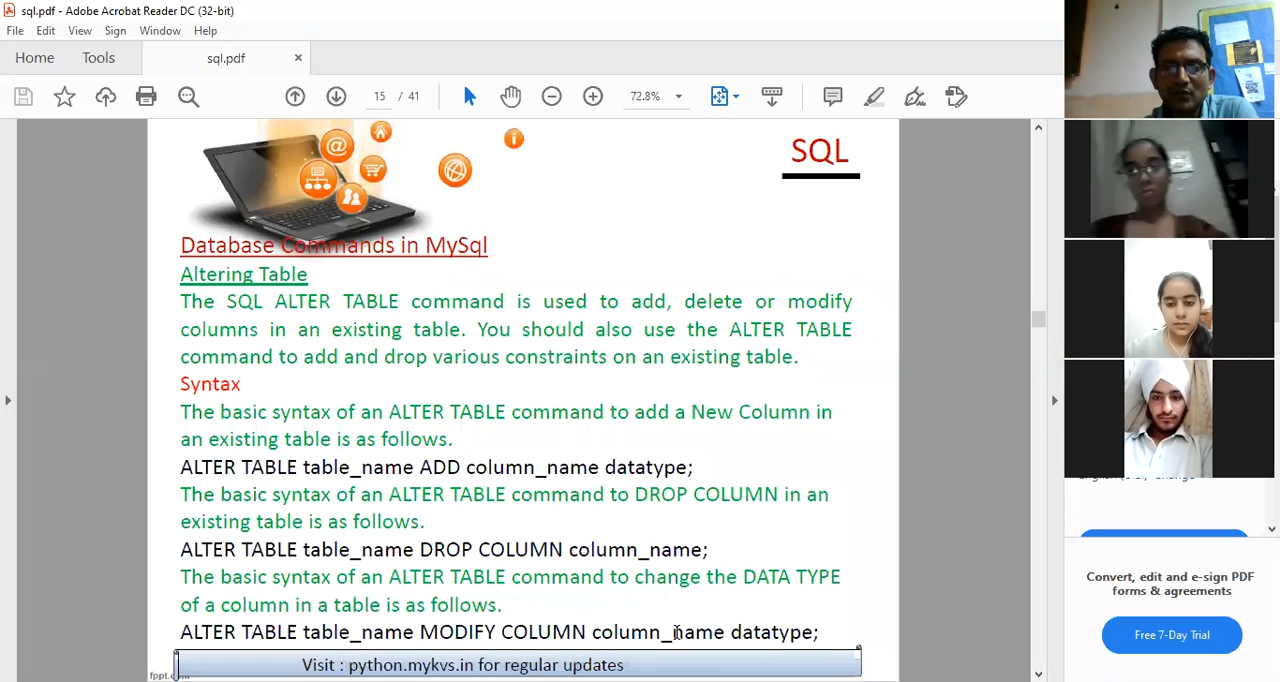 sql.pdf - Adobe Acrobat Reader DC (32-bit)
File Edit View Sign Window Help
Home Tools sql.pdf ×
15 / 41 72.8%
SQL
Database Commands in MySql
Altering Table
The SQL ALTER TABLE command is used to add, delete or modify
columns in an existing table. You should also use the ALTER TABLE
command to add and drop various constraints on an existing table.
Syntax
The basic syntax of an ALTER TABLE command to add a New Column in
an existing table is as follows.
ALTER TABLE table_name ADD column_name datatype;
The basic syntax of an ALTER TABLE command to DROP COLUMN in an
existing table is as follows.
ALTER TABLE table_name DROP COLUMN column_name;
The basic syntax of an ALTER TABLE command to change the DATA TYPE
of a column in a table is as follows.
ALTER TABLE table_name MODIFY COLUMN column_name datatype;
Visit : python.mykvs.in for regular updates
Convert, edit and e-sign PDF
forms & agreements
Free 7-Day Trial